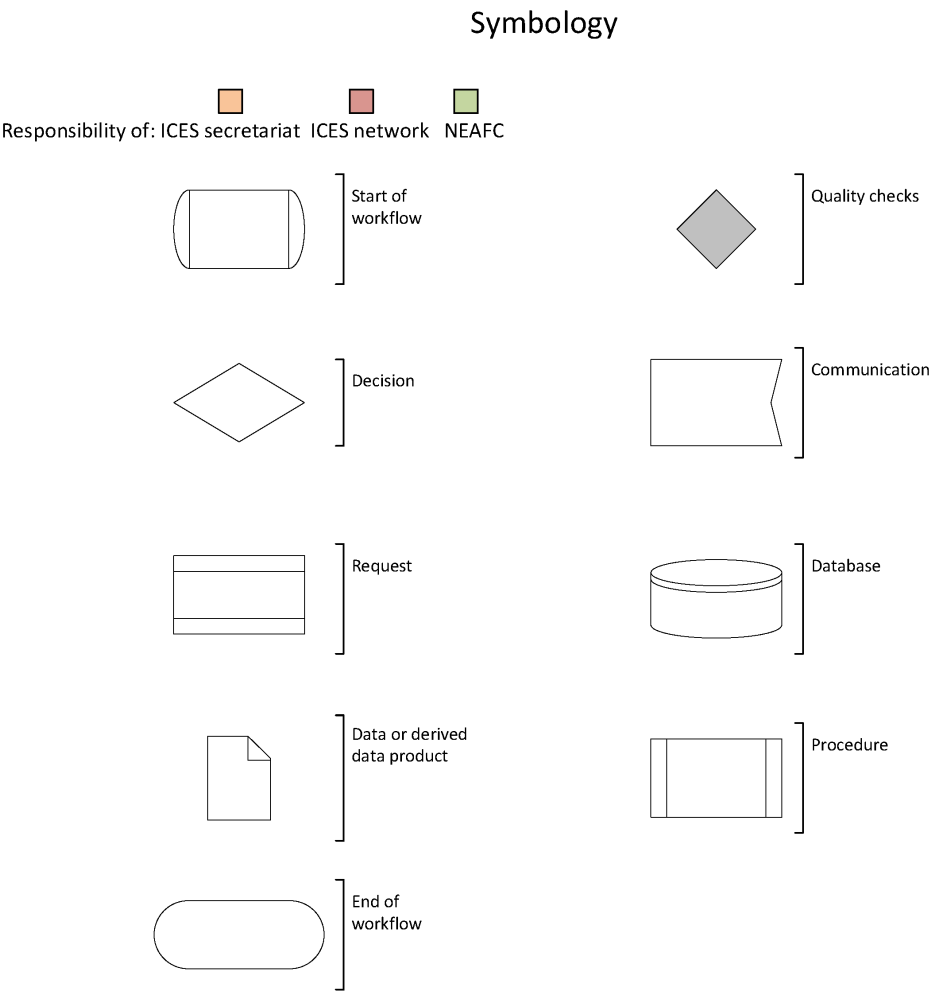 Symbology
Responsibility of: ICES secretariat ICES network NEAFC
Start of
workflow
Quality checks
Decision
Communication
Request
Database
Data or derived
data product
Procedure
End of
workflow